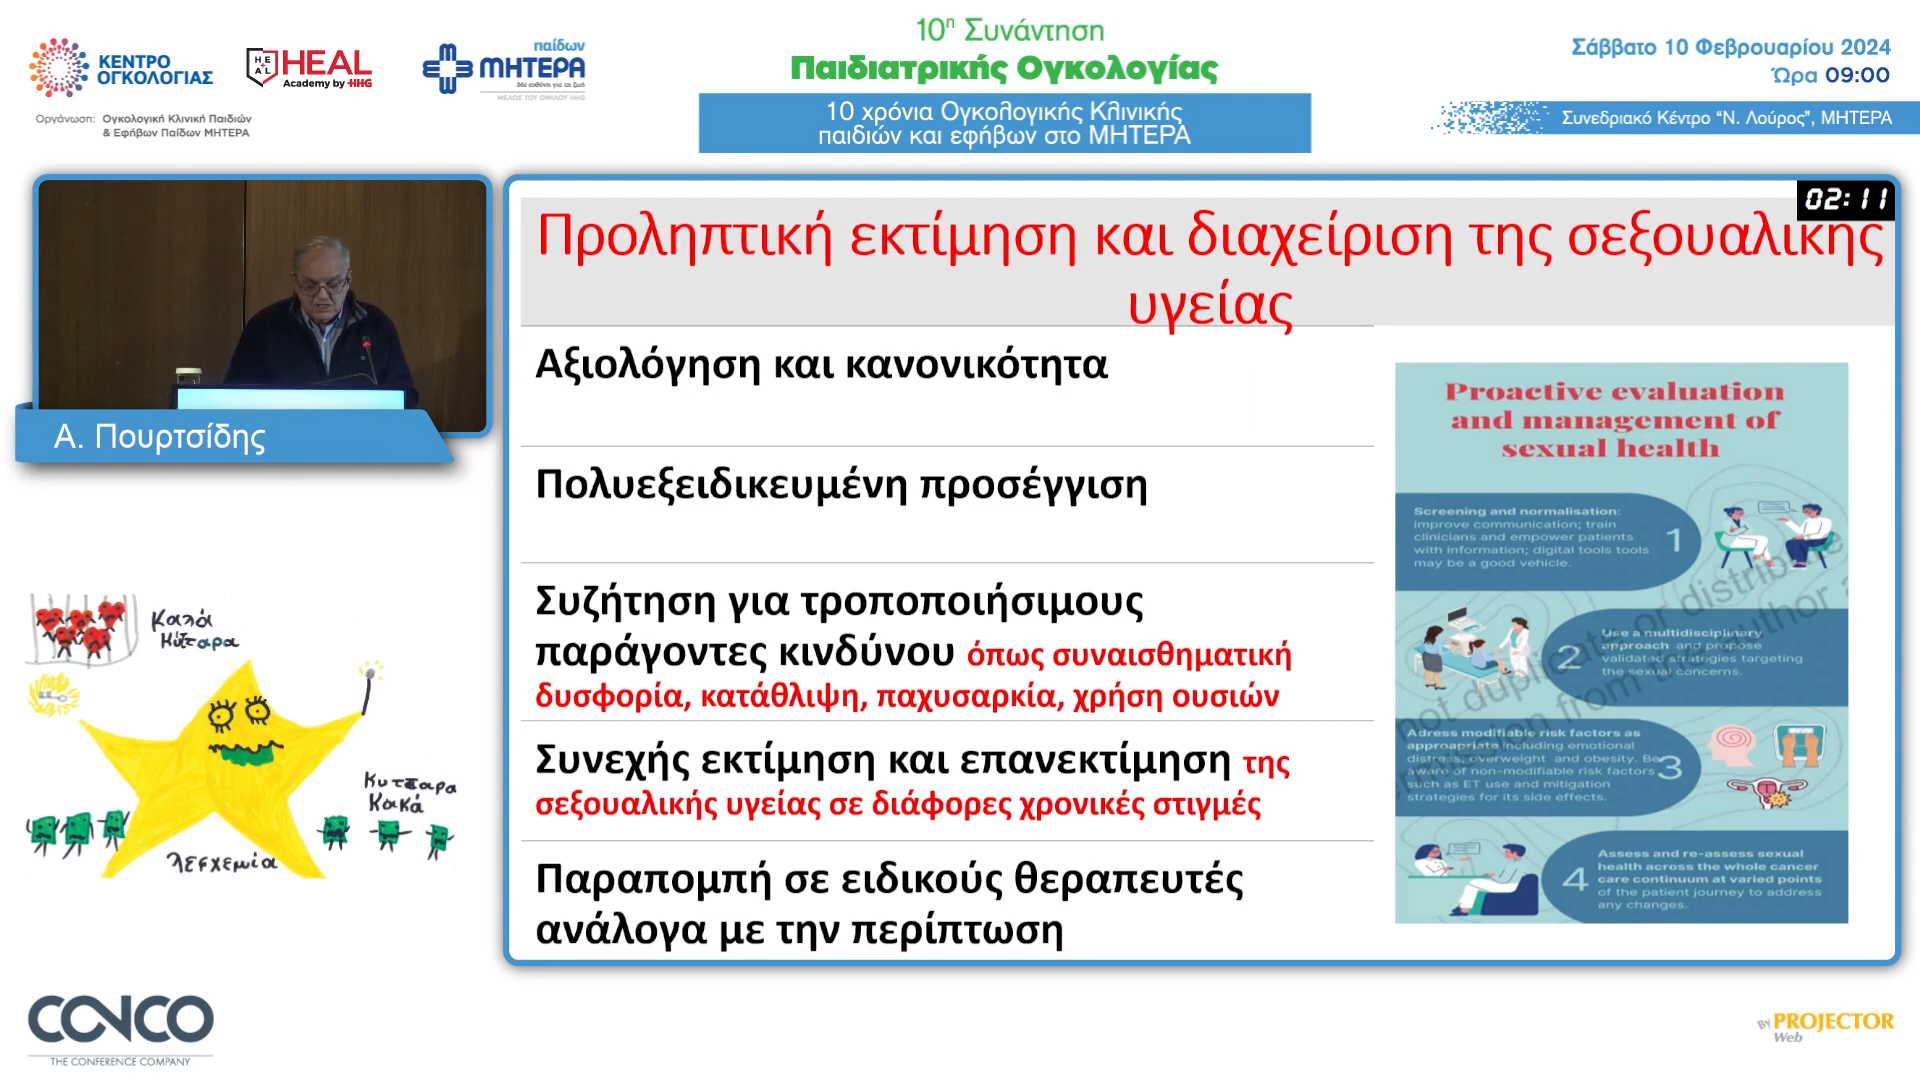 ΚΕΝΤΡΟ
ΟΓΚΟΛΟΓΙΑΣ
HEAL
HEAL
Academy by HHG
παίδων
ΜΗΤΕΡΑ
Με ευθύνη για τη ζωή
ΜΕΛΟΣ ΤΟΥ ΟΜΙΛΟΥ HHG
Οργάνωση: Ογκολογική Κλινική Παιδιών
& Εφήβων Παίδων ΜΗΤΕΡΑ
10η Συνάντηση
Παιδιατρικής Ογκολογίας
10 χρόνια Ογκολογικής Κλινικής
παιδιών και εφήβων στο ΜΗΤΕΡΑ
Σάββατο 10 Φεβρουαρίου 2024
Ώρα 09:00
Συνεδριακό Κέντρο “Ν. Λούρος”, ΜΗΤΕΡΑ
Α. Πουρτσίδης
02:11
Προληπτική εκτίμηση και διαχείριση της σεξουαλικής
υγείας
Αξιολόγηση και κανονικότητα
Πολυεξειδικευμένη προσέγγιση
Συζήτηση για τροποποιήσιμους
παράγοντες κινδύνου όπως συναισθηματική
δυσφορία, κατάθλιψη, παχυσαρκία, χρήση ουσιών
Συνεχής εκτίμηση και επανεκτίμηση της
σεξουαλικής υγείας σε διάφορες χρονικές στιγμές
Παραπομπή σε ειδικούς θεραπευτές
ανάλογα με την περίπτωση
Proactive evaluation
and management of
sexual health
Screening and normalisation:
improve communication; train
clinicians and empower patients
with information; digital tools tools
may be a good vehicle.
1
2
Use a multidisciplinary
approach and propose
validated strategies targeting
the sexual concerns.
Adress modifiable risk factors as
appropriate including emotional
distress; overweight and obesity. Be
aware of non-modifiable risk factors
such as ET use and mitigation
strategies for its side effects.
3
4
Assess and re-assess sexual
health across the whole cancer
care continuum at varied points
of the patient journey to address
any changes.
Καλά
Κύτταρα
Κυτταρα
Κακά
λεγχεμία
CONCO
THE CONFERENCE COMPANY
BY PROJECTOR
Web